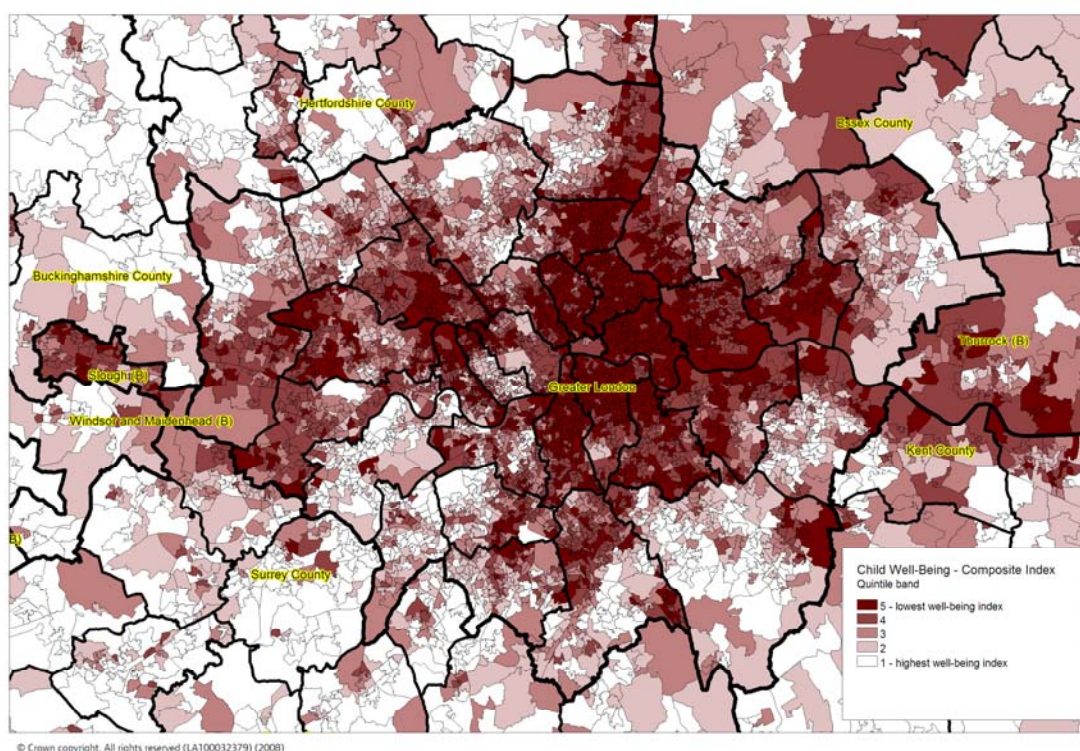 Hertfordshire County
Essex County
Buckinghamshire County
Thurrock (B)
Slough (B)
Greater London
Windsor and Maidenhead (B)
Kent County
B)
Surrey County
Child Well-Being - Composite Index
Quintile band
5 - lowest well-being index
4
3
2
1 - highest well-being index
© Crown copyright. All rights reserved (LA100032379) (2008)